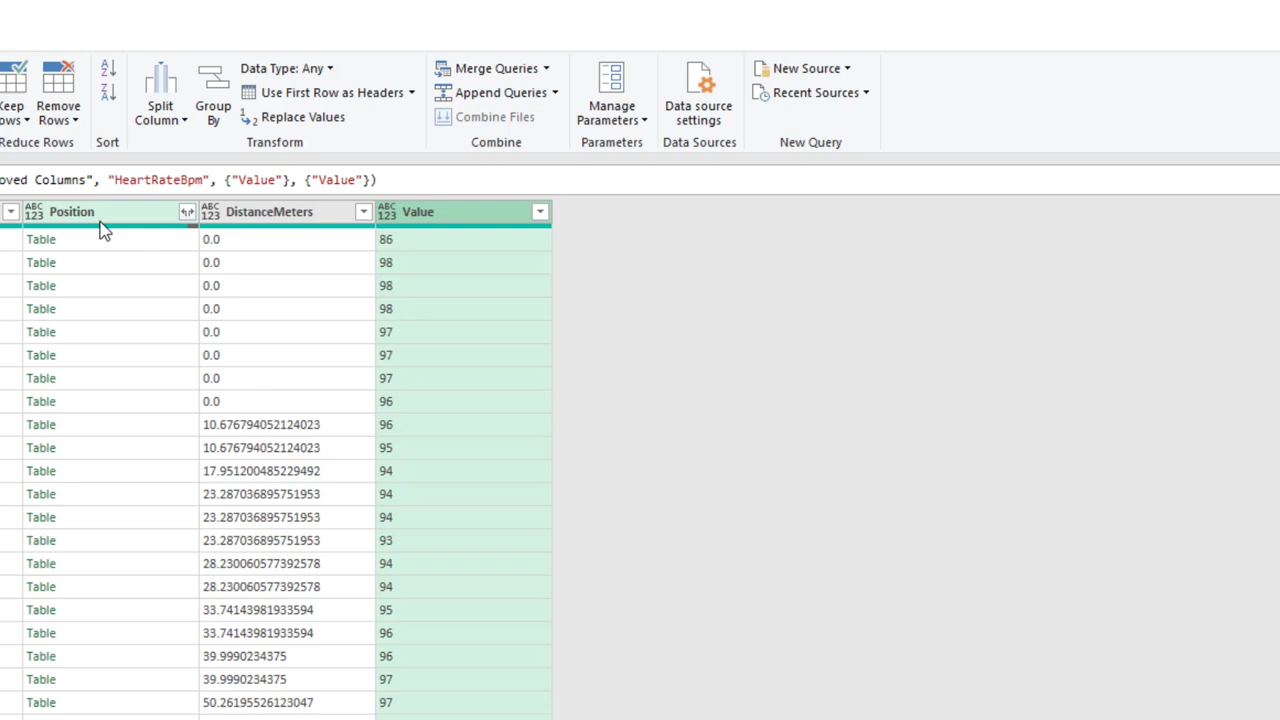 Data Type: Any
Merge Queries
New Source
Use First Row as Headers
Append Queries
Recent Sources
Replace Values
Combine Files
Keep
Rows
Remove
Rows
Split
Column
Group
By
Manage
Parameters
Data source
settings
Reduce Rows
Sort
Transform
Combine
Parameters
Data Sources
New Query
oved Columns", "HeartRateBpm", {"Value"}, {"Value"})
ABC 123 Position ABC 123 DistanceMeters ABC 123 Value
Table 0.0 86
Table 0.0 98
Table 0.0 98
Table 0.0 98
Table 0.0 97
Table 0.0 97
Table 0.0 97
Table 0.0 96
Table 10.676794052124023 96
Table 10.676794052124023 95
Table 17.951200485229492 94
Table 23.287036895751953 94
Table 23.287036895751953 94
Table 23.287036895751953 93
Table 28.230060577392578 94
Table 28.230060577392578 94
Table 33.74143981933594 95
Table 33.74143981933594 96
Table 39.9990234375 96
Table 39.9990234375 97
Table 50.26195526123047 97